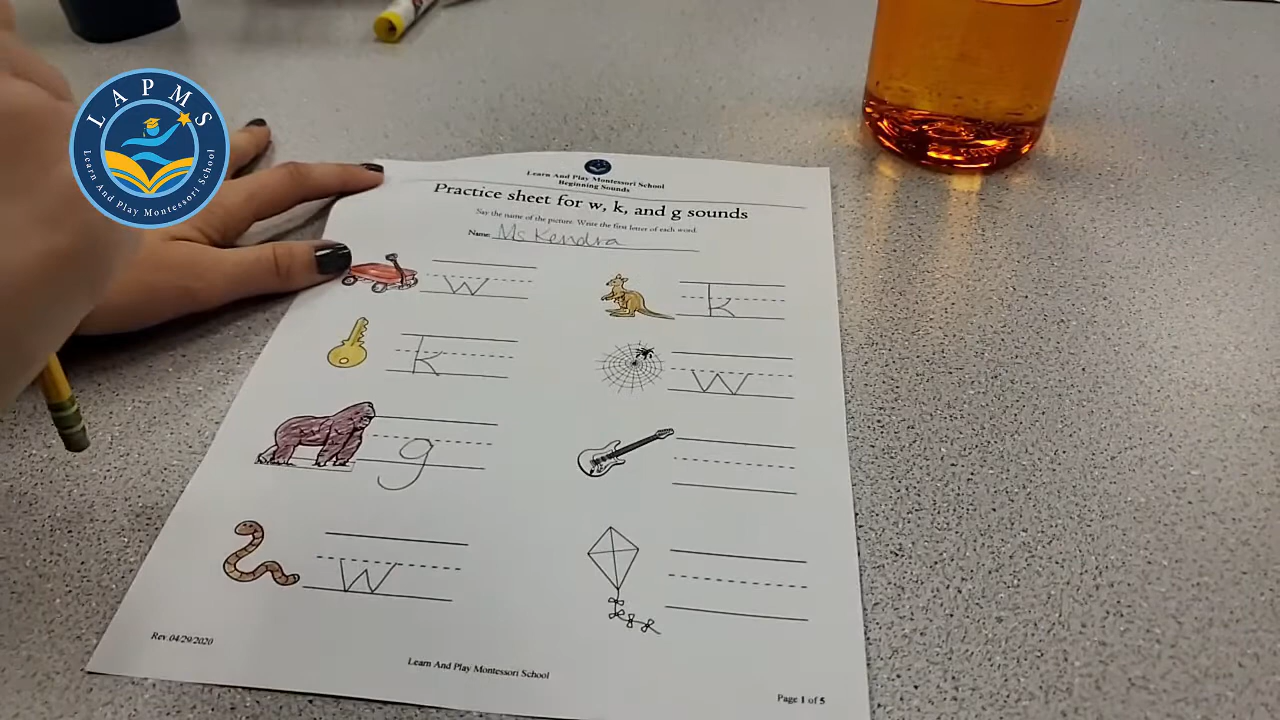 LAPMS
Learn And Play Montessori School
Learn And Play Montessori School
Beginning Sounds
Practice sheet for w, k, and g sounds
Say the name of the picture. Write the first letter of each word.
Name: Ms Kendra
w
k
k
w
g
w
Rev.04/29/2020
Learn And Play Montessori School
Page 1 of 5